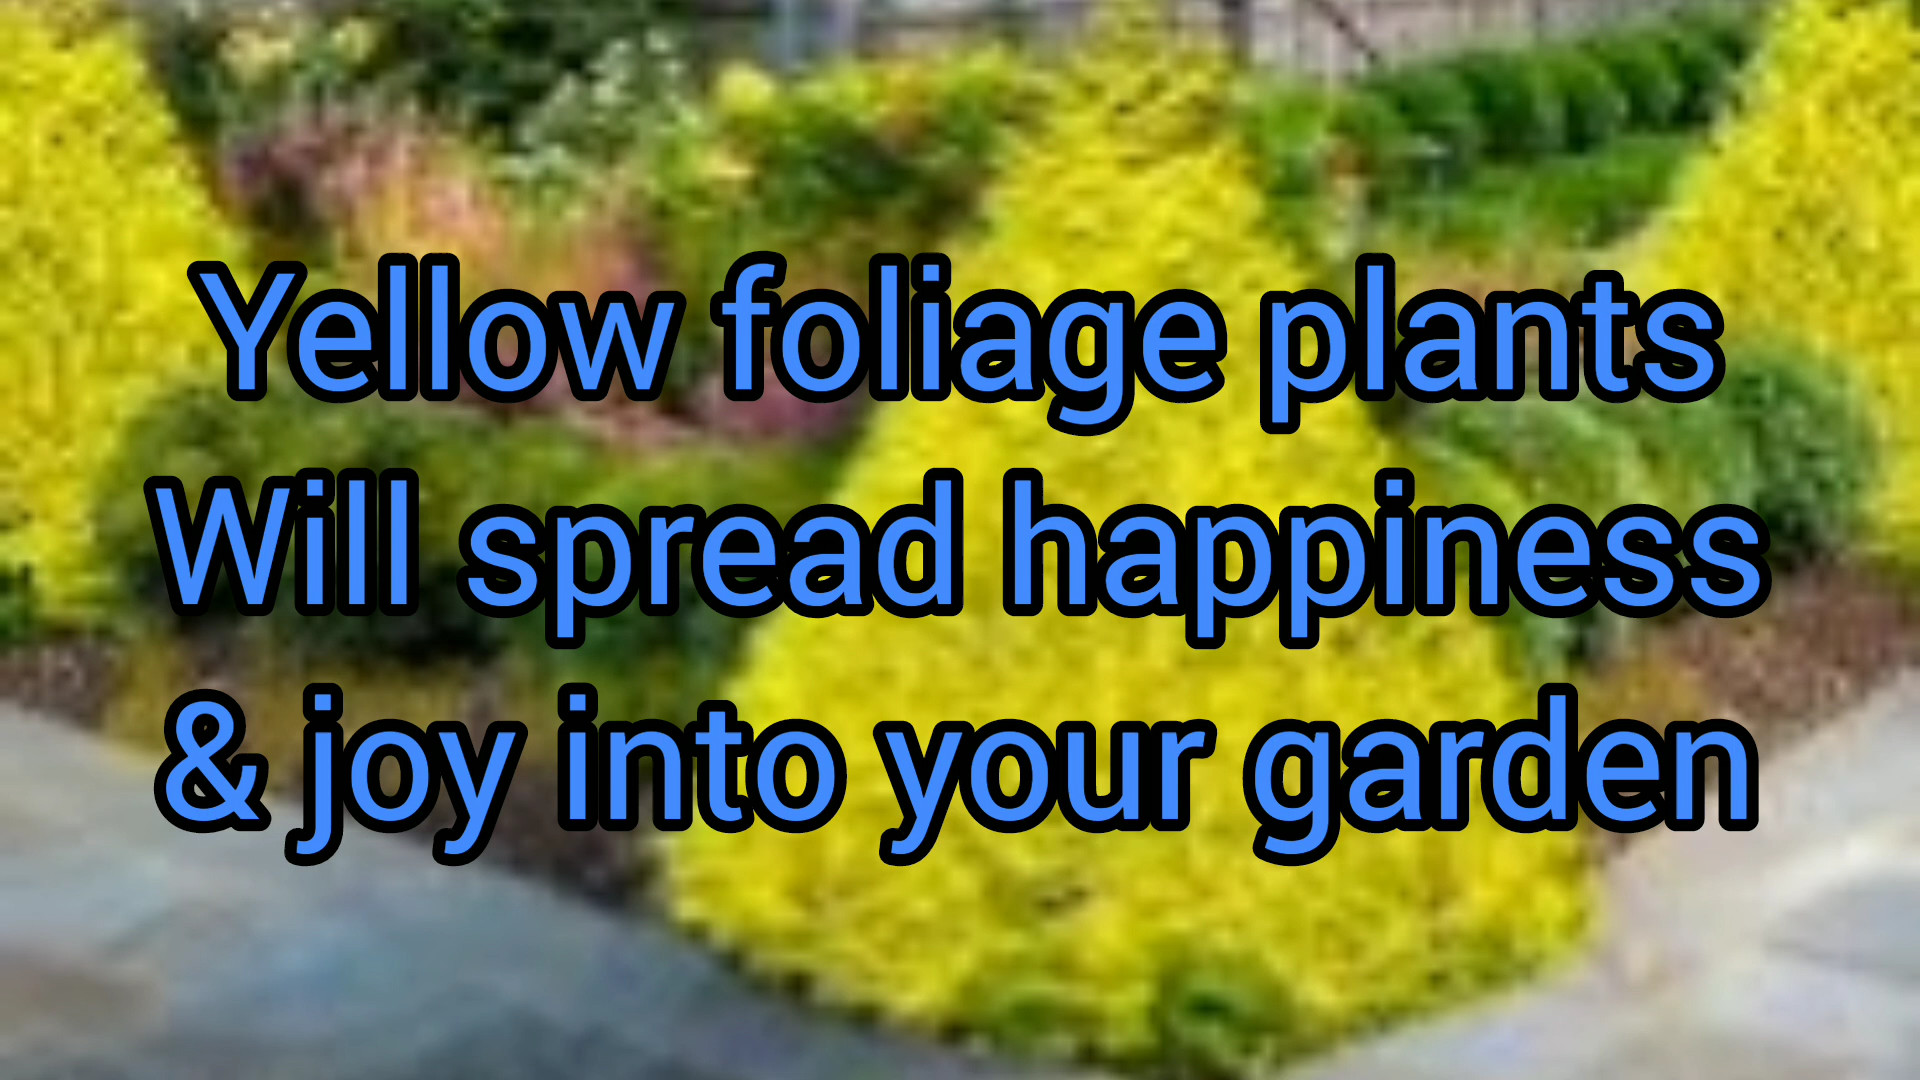 Yellow foliage plants
Will spread happiness
& joy into your garden